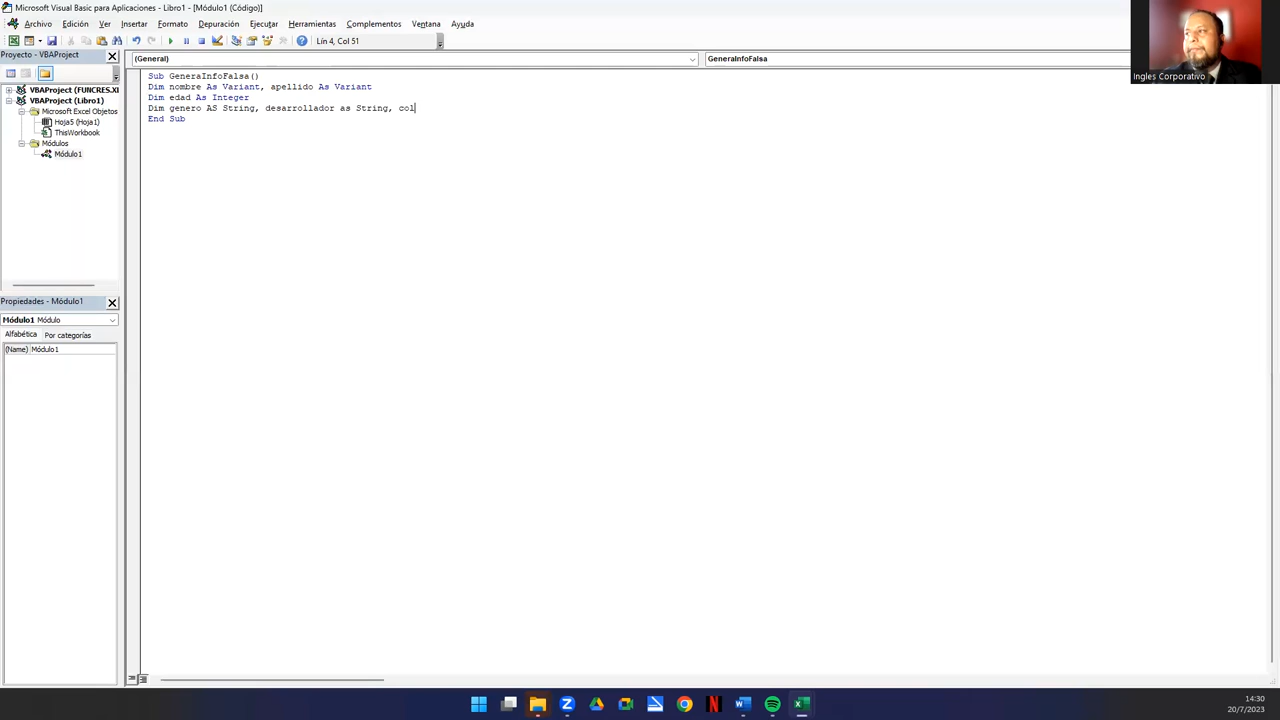 Microsoft Visual Basic para Aplicaciones - Libro1 - [Módulo1 (Código)]
Archivo Edición Ver Insertar Formato Depuración Ejecutar Herramientas Complementos Ventana Ayuda
Lín 4, Col 51
Proyecto - VBAProject
(General)
GeneraInfoFalsa
VBAProject (FUNCRES.XL
VBAProject (Libro1)
Microsoft Excel Objetos
Hoja5 (Hoja1)
ThisWorkbook
Módulos
Módulo1
Sub GeneraInfoFalsa()
Dim nombre As Variant, apellido As Variant
Dim edad As Integer
Dim genero AS String, desarrollador as String, col
End Sub
Ingles Corporativo
Propiedades - Módulo1
Módulo1 Módulo
Alfabética Por categorías
(Name) Módulo1
14:30
20/7/2023